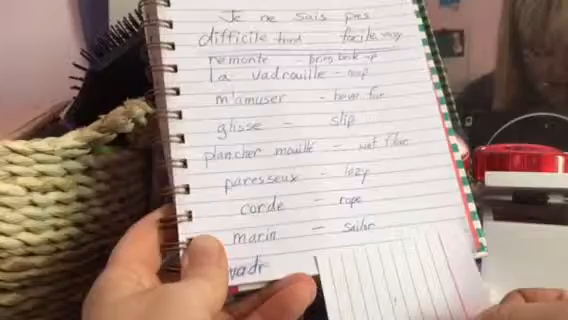 Je ne sais pas
difficile hard facile easy
remonte - bring back up
la vadrouille - mop
m'amuser - have fun
glisse - slip
plancher mouillé - wet floor
paresseux - lazy
corde - rope
marin - sailor
vadr